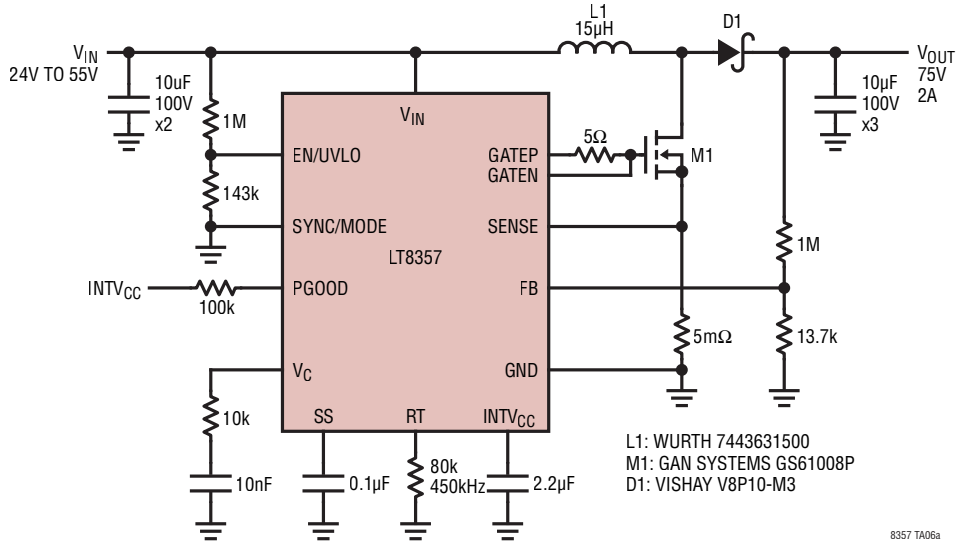 L1
15µH
D1
VIN
24V TO 55V
10uF
100V
x2
1M
VIN
VOUT
75V
2A
10µF
100V
x3
EN/UVLO
143k
SYNC/MODE
INTVCC
100k
PGOOD
LT8357
GATEP
GATEN
5Ω
M1
SENSE
FB
1M
13.7k
5mΩ
GND
VC
10k
10nF
SS
RT
INTVCC
0.1µF
80k
450kHz
2.2µF
L1: WURTH 7443631500
M1: GAN SYSTEMS GS61008P
D1: VISHAY V8P10-M3
8357 TA06a